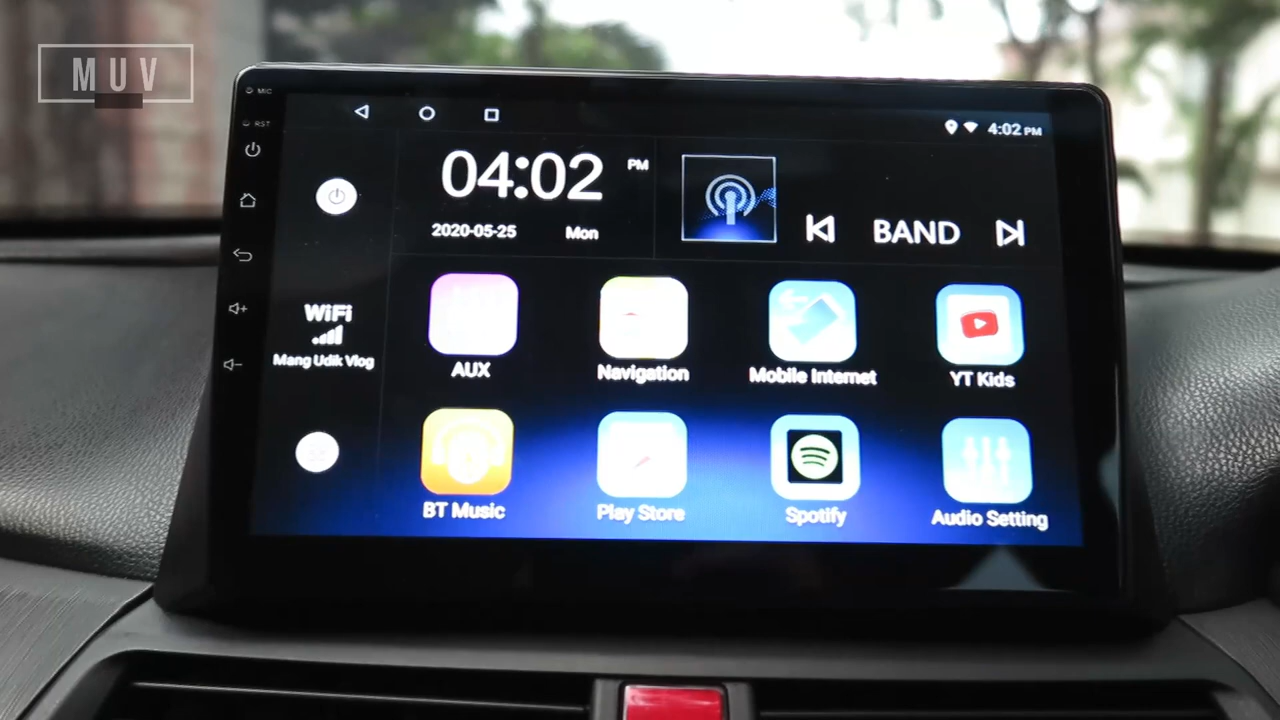 MUV
MIC
RST
4:02 PM
04:02 PM
2020-05-25 Mon
BAND
WiFi
Mang Udik Vlog
AUX
Navigation
Mobile Internet
YT Kids
BT Music
Play Store
Spotify
Audio Setting